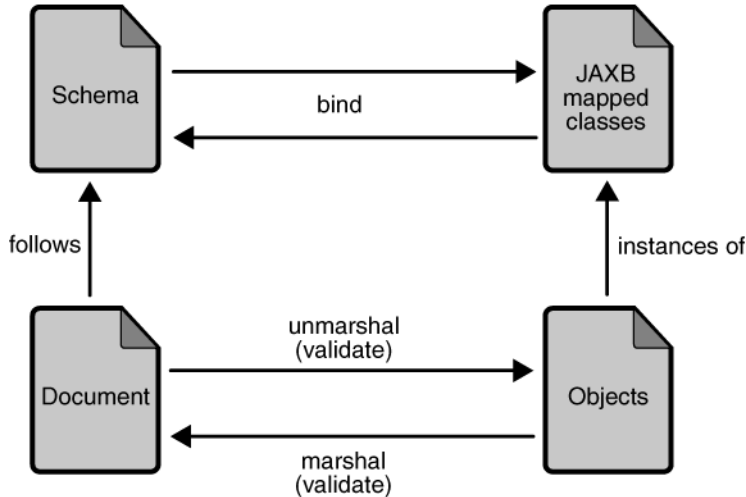 Schema
bind
JAXB
mapped
classes
follows
instances of
Document
unmarshal
(validate)
Objects
marshal
(validate)